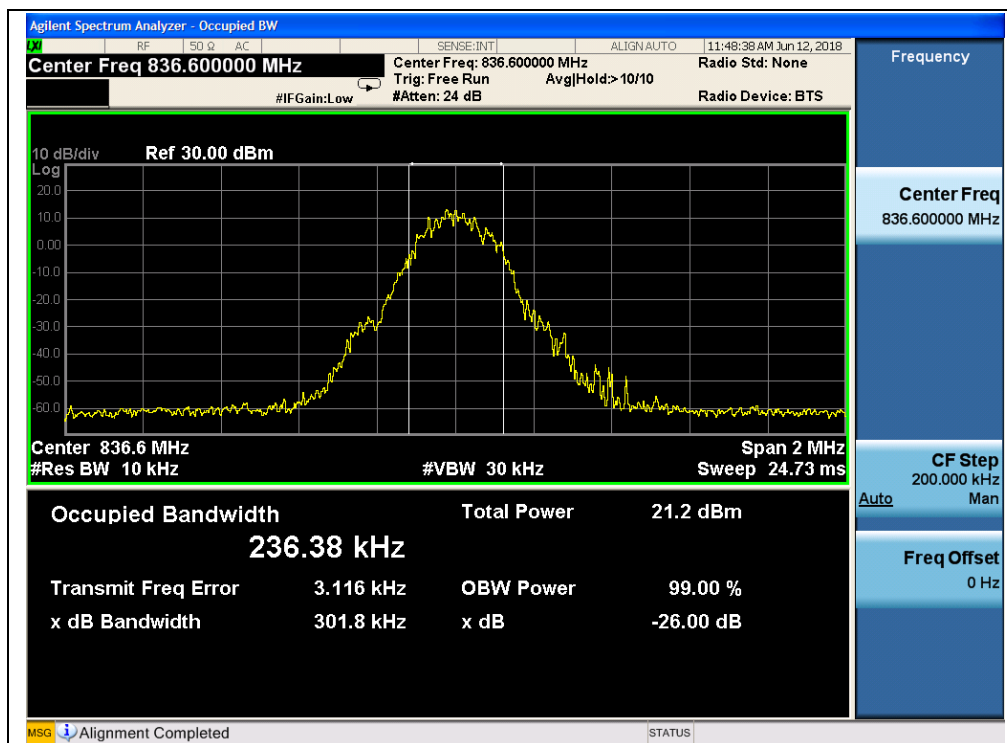 Agilent Spectrum Analyzer - Occupied BW
LXI RF 50 Ω AC SENSE:INT ALIGN AUTO 11:48:38 AM Jun 12, 2018
Center Freq 836.600000 MHz
Center Freq: 836.600000 MHz
Radio Std: None
Trig: Free Run Avg|Hold:> 10/10
#IFGain:Low #Atten: 24 dB Radio Device: BTS
10 dB/div Ref 30.00 dBm
Log
20.0
10.0
0.00
-10.0
-20.0
-30.0
-40.0
-50.0
-60.0
Center 836.6 MHz Span 2 MHz
#Res BW 10 kHz #VBW 30 kHz Sweep 24.73 ms
Occupied Bandwidth Total Power 21.2 dBm
236.38 kHz
Transmit Freq Error 3.116 kHz OBW Power 99.00 %
x dB Bandwidth 301.8 kHz x dB -26.00 dB
Frequency
Center Freq
836.600000 MHz
CF Step
200.000 kHz
Auto Man
Freq Offset
0 Hz
MSG Alignment Completed STATUS